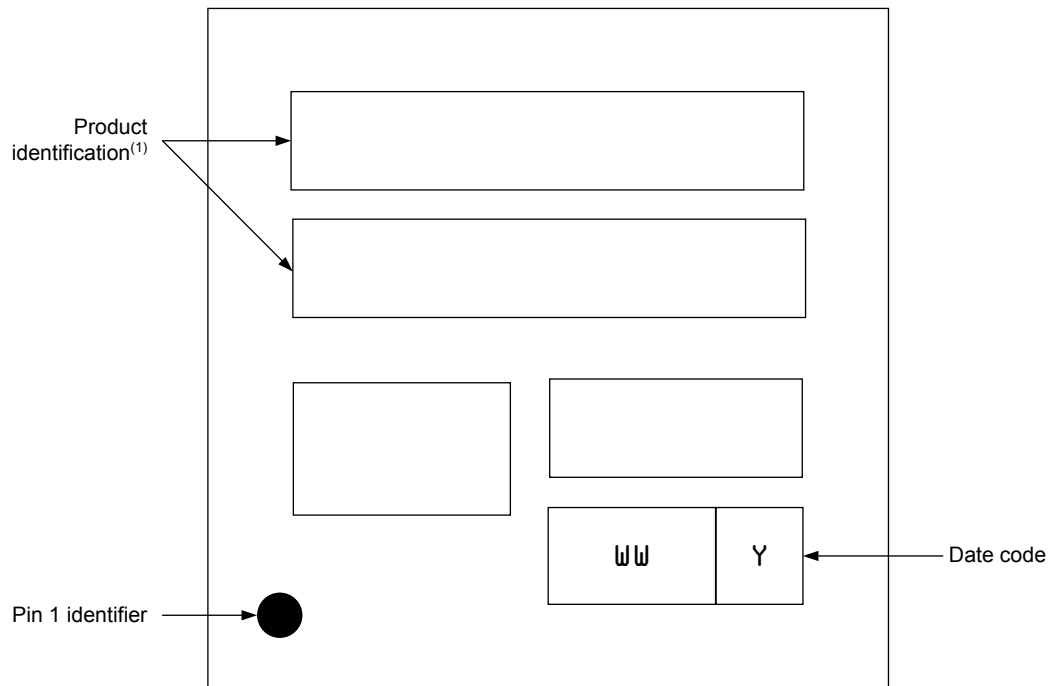 Product
identification(1)
WW Y
Date code
Pin 1 identifier